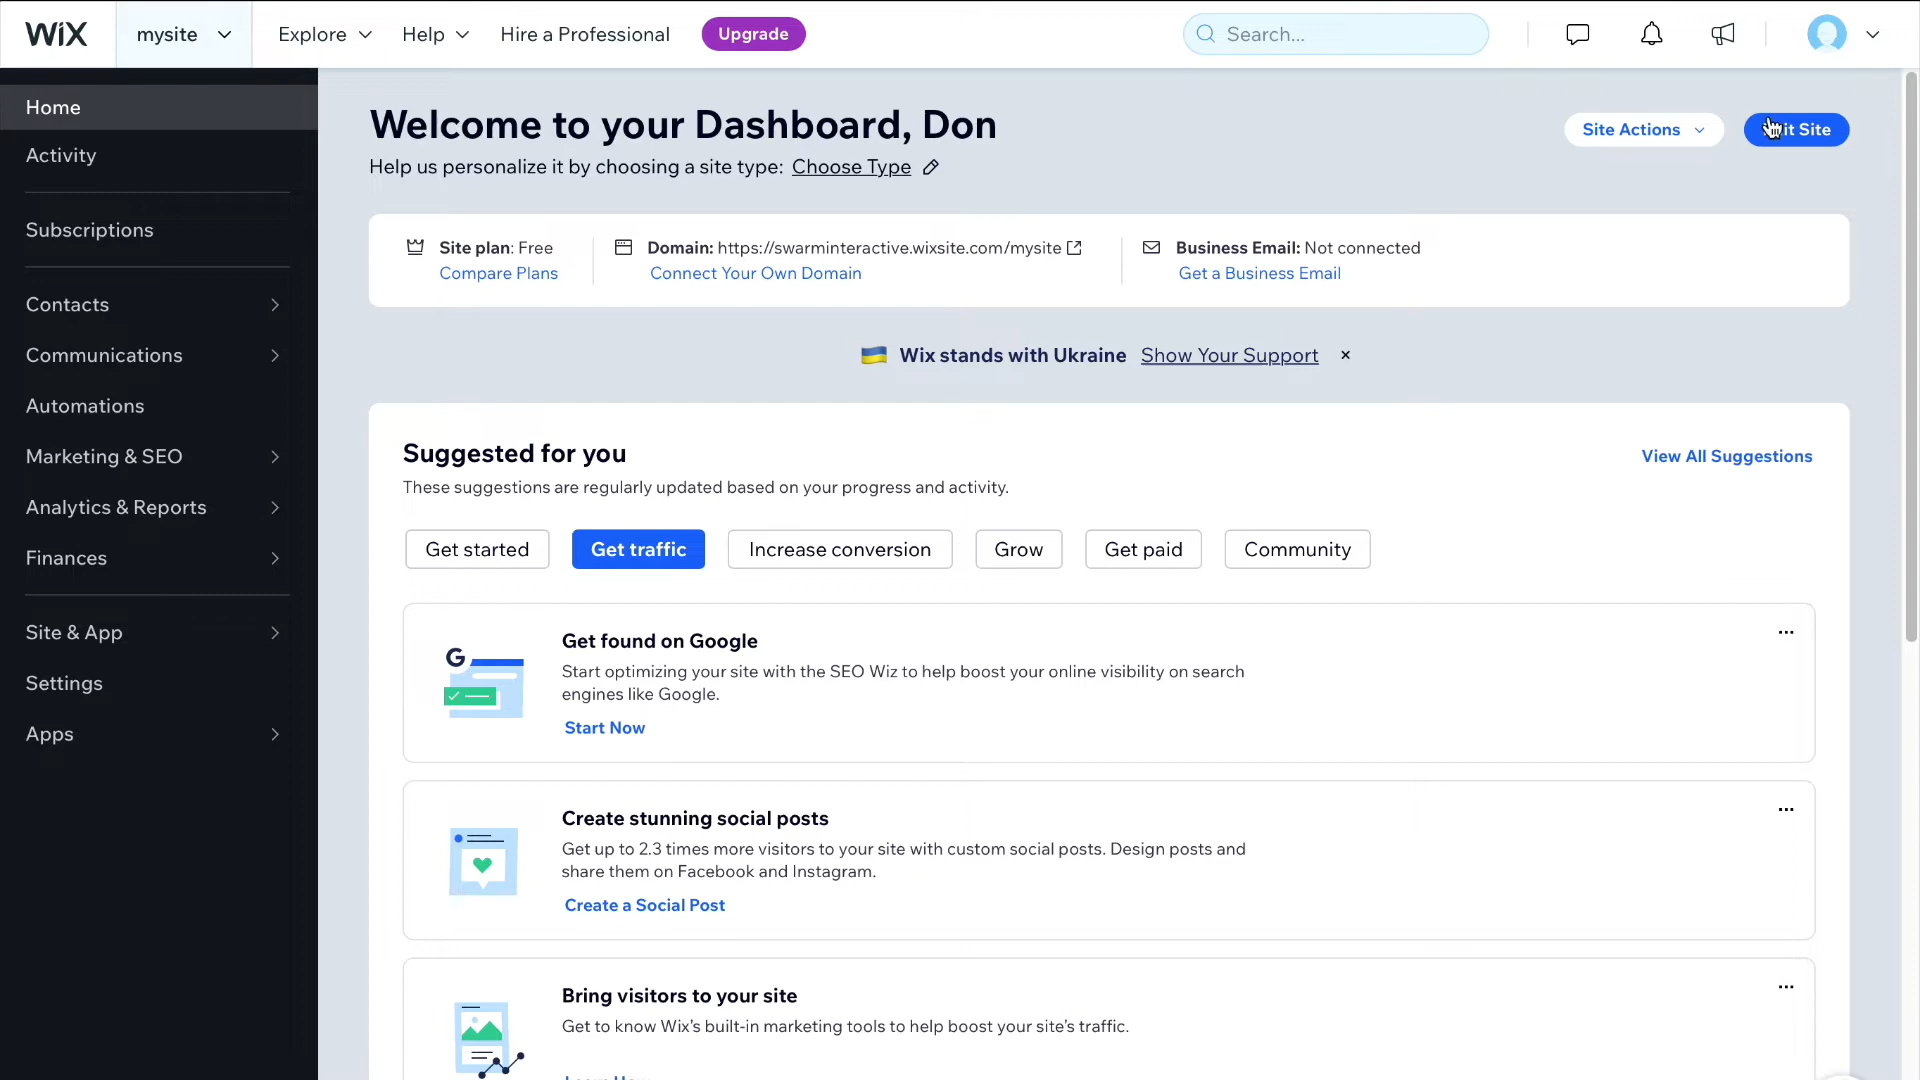 WiX
mysite
Explore
Help
Hire a Professional
Upgrade
Search...
Home
Activity
Subscriptions
Contacts
Communications
Automations
Marketing & SEO
Analytics & Reports
Finances
Site & App
Settings
Apps
Welcome to your Dashboard, Don
Site Actions
Site
Help us personalize it by choosing a site type: Choose Type
Site plan: Free
Compare Plans
Domain: https://swarminteractive.wixsite.com/mysite
Connect Your Own Domain
Business Email: Not connected
Get a Business Email
Wix stands with Ukraine Show Your Support
Suggested for you
View All Suggestions
These suggestions are regularly updated based on your progress and activity.
Get started
Get traffic
Increase conversion
Grow
Get paid
Community
G
Get found on Google
Start optimizing your site with the SEO Wiz to help boost your online visibility on search
engines like Google.
Start Now
Create stunning social posts
Get up to 2.3 times more visitors to your site with custom social posts. Design posts and
share them on Facebook and Instagram.
Create a Social Post
Bring visitors to your site
Get to know Wix's built-in marketing tools to help boost your site's traffic.